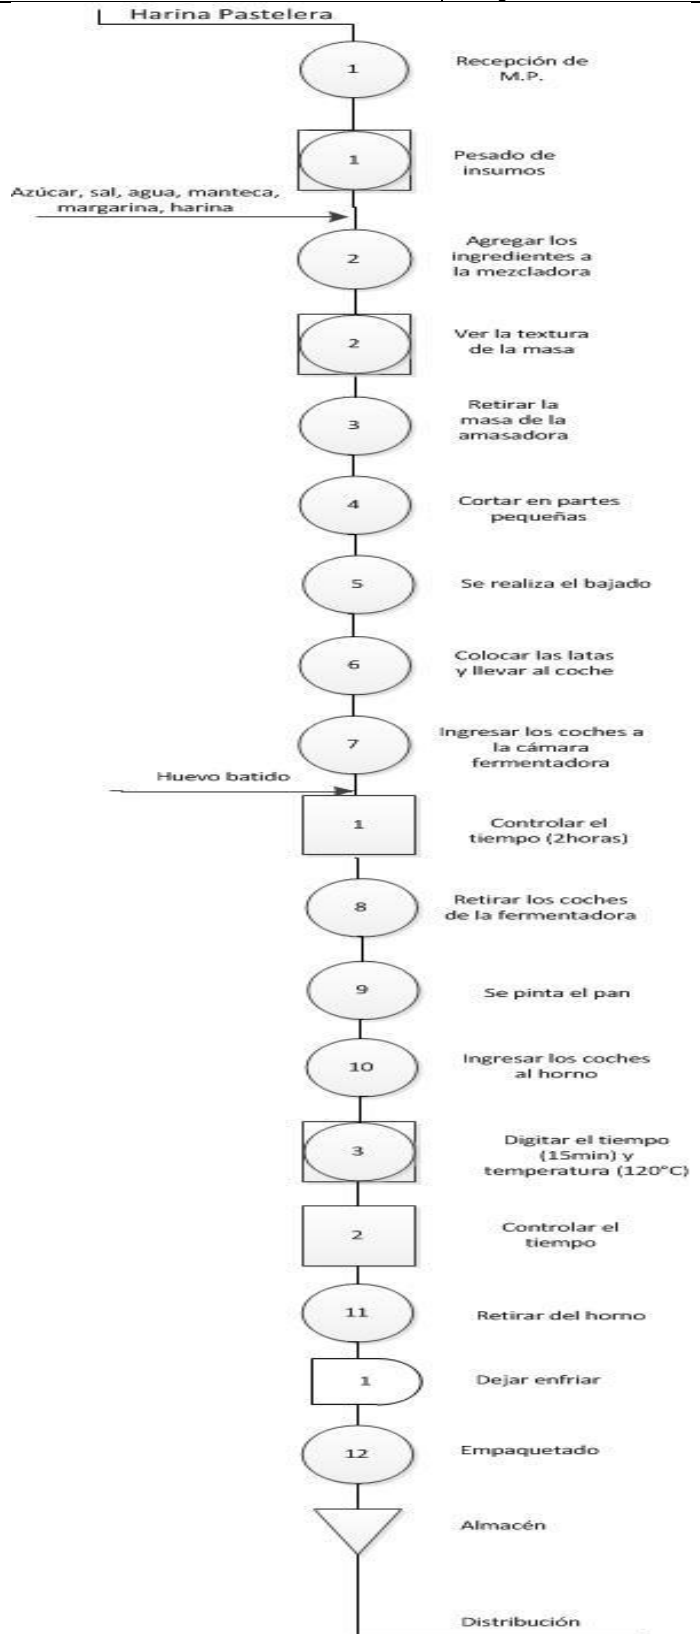 Harina Pastelera
1
Recepción de
M.P.
1
Pesado de
insumos
Azúcar, sal, agua, manteca,
margarina, harina
2
Agregar los
ingredientes a
la mezcladora
2
Ver la textura
de la masa
3
Retirar la
masa de la
amasadora
4
Cortar en partes
pequeñas
5
Se realiza el bajado
6
Colocar las latas
y llevar al coche
7
Ingresar los coches a
la cámara
fermentadora
Huevo batido
1
Controlar el
tiempo (2horas)
8
Retirar los coches
de la fermentadora
9
Se pinta el pan
10
Ingresar los coches
al horno
3
Digitar el tiempo
(15min) y
temperatura (120°C)
2
Controlar el
tiempo
11
Retirar del horno
1
Dejar enfriar
12
Empaquetado
Almacén
Distribución